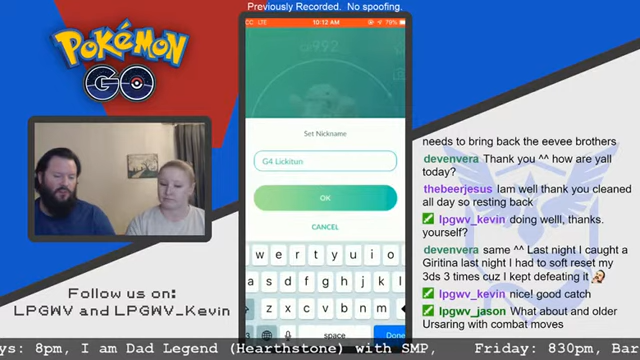 Previously Recorded. No spoofing.
POKÉMON
GO
CC LTE 10:12 AM 79%
CP992
Set Nickname
G4 Lickitun
OK
CANCEL
w e r t y u i o
a s d f g h j k l
z x c v b n m
123 space Done
needs to bring back the eevee brothers
devenvera Thank you ^^ how are yall
today?
thebeerjesus Iam well thank you cleaned
all day so resting back
lpgwv_kevin doing welll, thanks.
yourself?
devenvera same ^^ Last night I caught a
Giritina last night I had to soft reset my
3ds 3 times cuz I kept defeating it
lpgwv_kevin nice! good catch
lpgwv_jason What about and older
Ursaring with combat moves
Follow us on:
LPGWV and LPGWV_Kevin
ys: 8pm, I am Dad Legend (Hearthstone) with SMP, Friday: 830pm, Bar